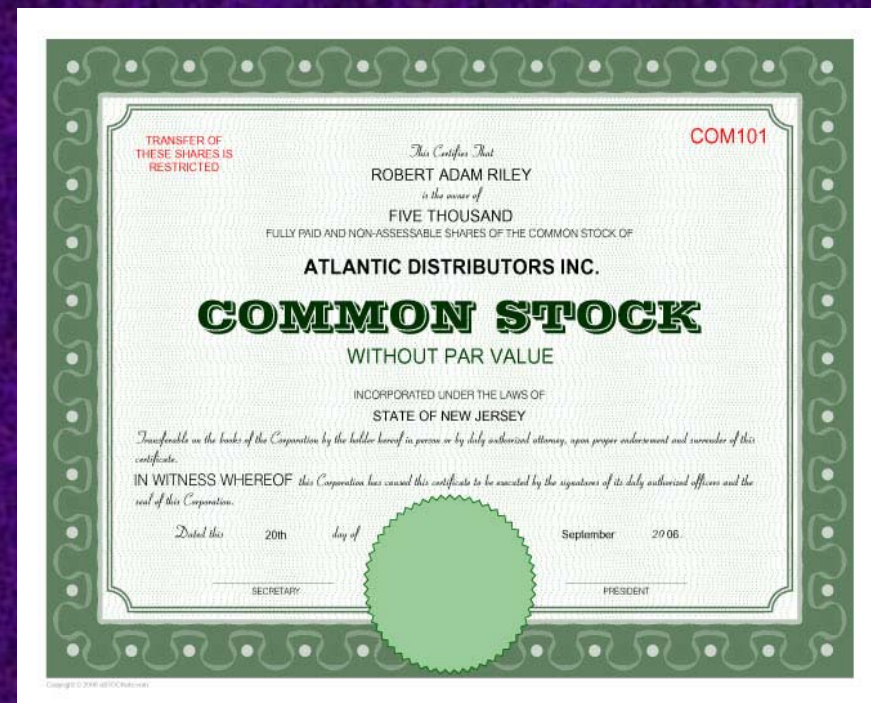 TRANSFER OF
THESE SHARES IS
RESTRICTED
COM101
This Certifies That
ROBERT ADAM RILEY
is the owner of
FIVE THOUSAND
FULLY PAID AND NON-ASSESSABLE SHARES OF THE COMMON STOCK OF
ATLANTIC DISTRIBUTORS INC.
COMMON STOCK
WITHOUT PAR VALUE
INCORPORATED UNDER THE LAWS OF
STATE OF NEW JERSEY
Transferable on the books of the Corporation by the holder hereof in person or by duly authorized attorney, upon proper endorsement and surrender of this
certificate.
IN WITNESS WHEREOF this Corporation has caused this certificate to be executed by the signatures of its duly authorized officers and the
seal of this Corporation.
Dated this 20th day of September 2006.
SECRETARY PRESIDENT
Copyright © 2006